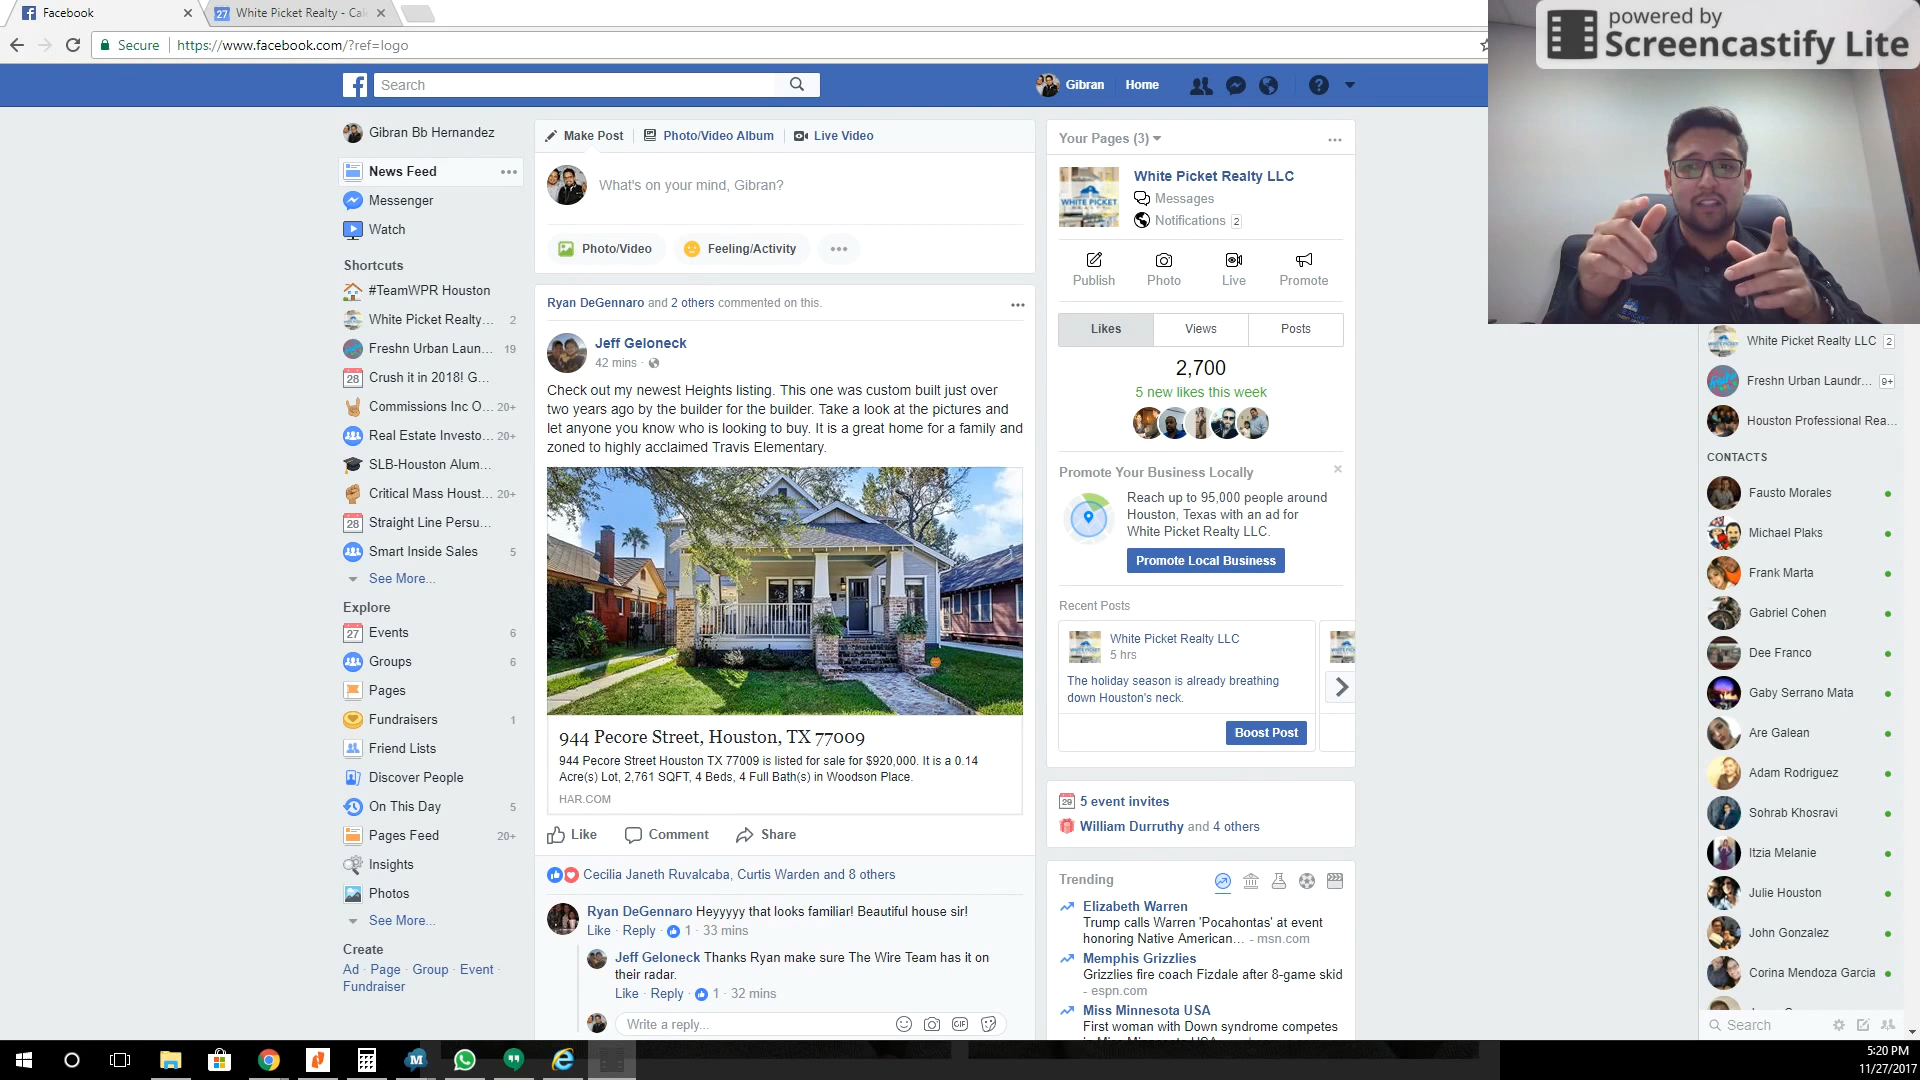 Facebook
White Picket Realty - Cal
Secure
https://www.facebook.com/?ref=logo
powered by
Screencastify Lite
Search
Gibran
Home
Gibran Bb Hernandez
News Feed
Messenger
Watch
Shortcuts
#TeamWPR Houston
White Picket Realty... 2
Freshn Urban Laun... 19
28 Crush it in 2018! G...
Commissions Inc O... 20+
Real Estate Investo... 20+
SLB-Houston Alum...
Critical Mass Houst... 20+
28 Straight Line Persu...
Smart Inside Sales 5
See More...
Explore
27 Events 6
Groups 6
Pages
Fundraisers 1
Friend Lists
Discover People
On This Day 5
Pages Feed 20+
Insights
Photos
See More...
Create
Ad · Page · Group · Event ·
Fundraiser
Make Post
Photo/Video Album
Live Video
What's on your mind, Gibran?
Photo/Video
Feeling/Activity
Ryan DeGennaro and 2 others commented on this.
Jeff Geloneck
42 mins ·
Check out my newest Heights listing. This one was custom built just over
two years ago by the builder for the builder. Take a look at the pictures and
let anyone you know who is looking to buy. It is a great home for a family and
zoned to highly acclaimed Travis Elementary.
944 Pecore Street, Houston, TX 77009
944 Pecore Street Houston TX 77009 is listed for sale for $920,000. It is a 0.14
Acre(s) Lot, 2,761 SQFT, 4 Beds, 4 Full Bath(s) in Woodson Place.
HAR.COM
Like
Comment
Share
Cecilia Janeth Ruvalcaba, Curtis Warden and 8 others
Ryan DeGennaro Heyyyyy that looks familiar! Beautiful house sir!
Like · Reply · 1 · 33 mins
Jeff Geloneck Thanks Ryan make sure The Wire Team has it on
their radar.
Like · Reply · 1 · 32 mins
Write a reply...
GIF
Your Pages (3)
WHITE PICKET
White Picket Realty LLC
Messages
Notifications 2
Publish
Photo
Live
Promote
Likes
Views
Posts
2,700
5 new likes this week
Promote Your Business Locally
Reach up to 95,000 people around
Houston, Texas with an ad for
White Picket Realty LLC.
Promote Local Business
Recent Posts
White Picket Realty LLC
5 hrs
The holiday season is already breathing
down Houston's neck.
Boost Post
5 event invites
William Durruthy and 4 others
Trending
Elizabeth Warren
Trump calls Warren 'Pocahontas' at event
honoring Native American... - msn.com
Memphis Grizzlies
Grizzlies fire coach Fizdale after 8-game skid
- espn.com
Miss Minnesota USA
First woman with Down syndrome competes
White Picket Realty LLC 2
Freshn Urban Laundr... 9+
Houston Professional Rea...
CONTACTS
Fausto Morales
Michael Plaks
Frank Marta
Gabriel Cohen
Dee Franco
Gaby Serrano Mata
Are Galean
Adam Rodriguez
Sohrab Khosravi
Itzia Melanie
Julie Houston
John Gonzalez
Corina Mendoza Garcia
Search
5:20 PM
11/27/2017